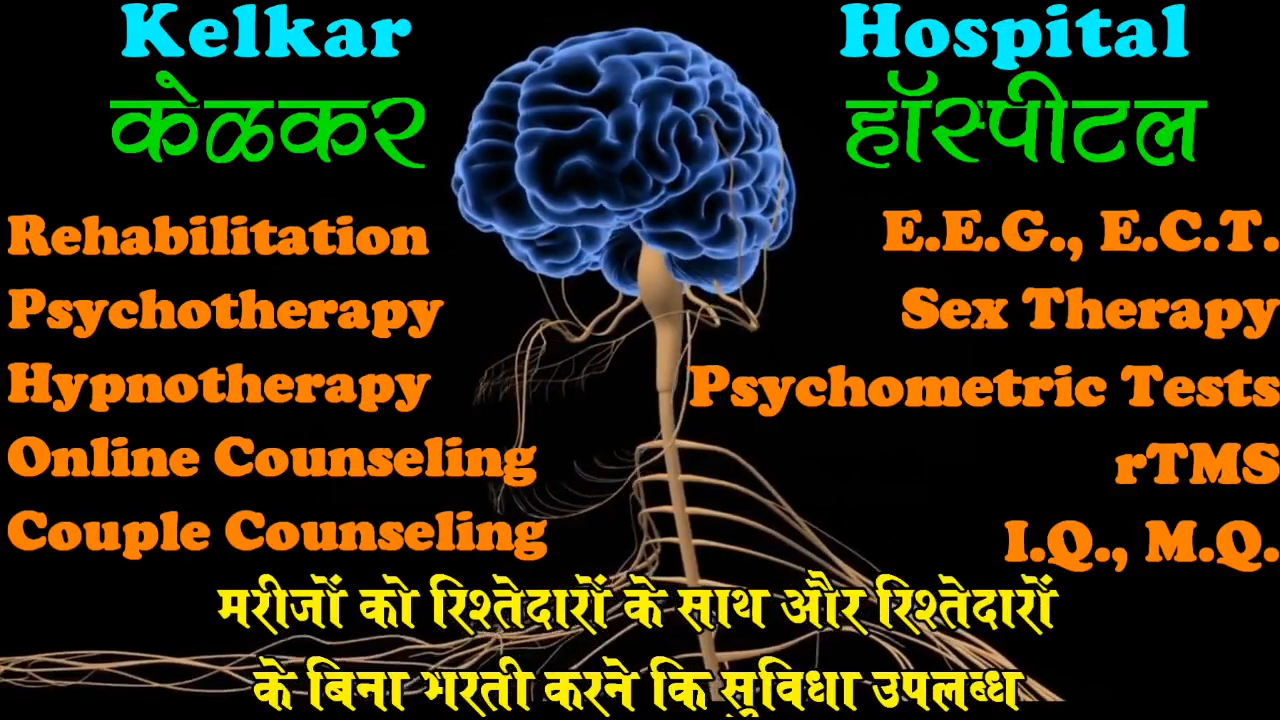 Kelkar Hospital
केळकर हॉस्पीटल
Rehabilitation
Psychotherapy
Hypnotherapy
Online Counseling
Couple Counseling
E.E.G., E.C.T.
Sex Therapy
Psychometric Tests
rTMS
I.Q., M.Q.
मरीजों को रिश्तेदारों के साथ और रिश्तेदारों
के बिना भरती करने कि सुविधा उपलब्ध